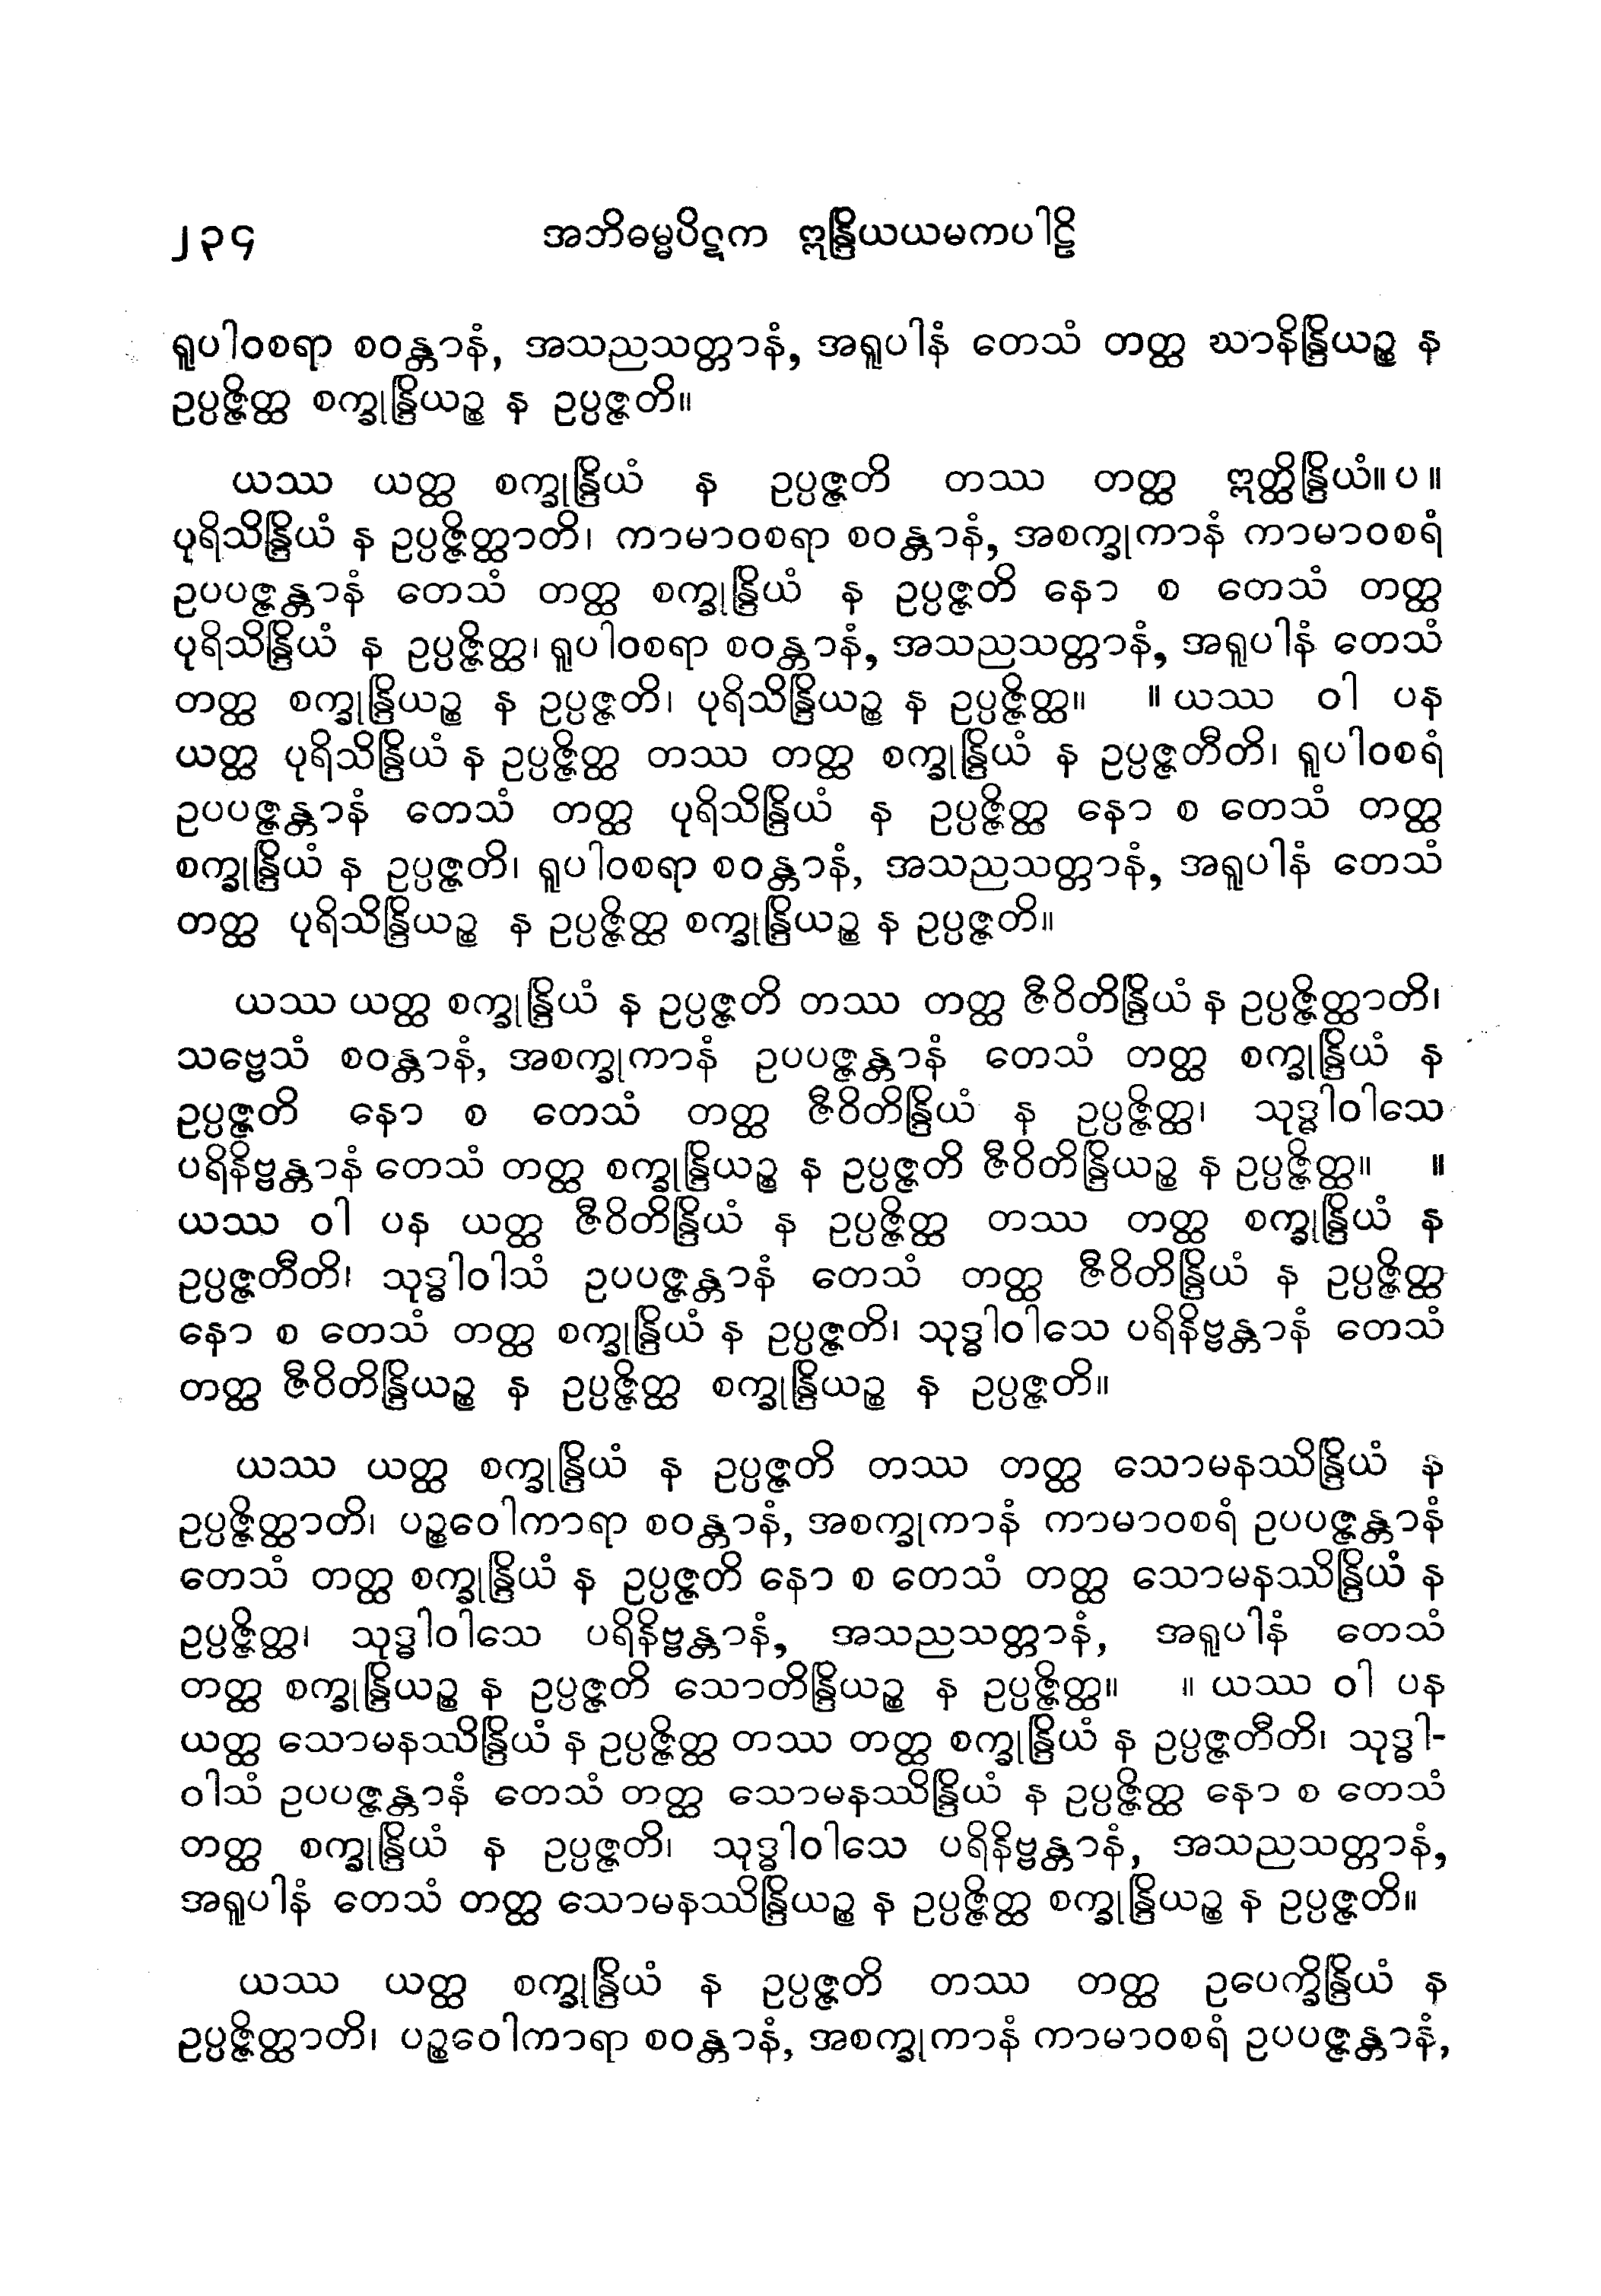 ၂၃၄ အဘိဓမ္မပိဋက ဣန္ဒြိယယမကပါဠိ
ရူပါဝစရာ စဝန္တာနံ, အသညသတ္တာနံ, အရူပါနံ တေသံ တတ္ထ ဃာနိန္ဒြိယဉ္စ န
ဥပ္ပဇ္ဇိတ္ထ စက္ခုန္ဒြိယဉ္စ န ဥပ္ပဇ္ဇတိ။
ယဿ ယတ္ထ စက္ခုန္ဒြိယံ န ဥပ္ပဇ္ဇတိ တဿ တတ္ထ ဣတ္ထိန္ဒြိယံ။ပ။
ပုရိသိန္ဒြိယံ န ဥပ္ပဇ္ဇိတ္ထာတိ၊ ကာမာဝစရာ စဝန္တာနံ, အစက္ခုကာနံ ကာမာဝစရံ
ဥပပဇ္ဇန္တာနံ တေသံ တတ္ထ စက္ခုန္ဒြိယံ န ဥပ္ပဇ္ဇတိ နော စ တေသံ တတ္ထ
ပုရိသိန္ဒြိယံ န ဥပ္ပဇ္ဇိတ္ထ၊ ရူပါဝစရာ စဝန္တာနံ, အသညသတ္တာနံ, အရူပါနံ တေသံ
တတ္ထ စက္ခုန္ဒြိယဉ္စ န ဥပ္ပဇ္ဇတိ၊ ပုရိသိန္ဒြိယဉ္စ န ဥပ္ပဇ္ဇိတ္ထ။ ။ ယဿ ဝါ ပန
ယတ္ထ ပုရိသိန္ဒြိယံ န ဥပ္ပဇ္ဇိတ္ထ တဿ တတ္ထ စက္ခုန္ဒြိယံ န ဥပ္ပဇ္ဇတီတိ၊ ရူပါဝစရံ
ဥပပဇ္ဇန္တာနံ တေသံ တတ္ထ ပုရိသိန္ဒြိယံ န ဥပ္ပဇ္ဇိတ္ထ နော စ တေသံ တတ္ထ
စက္ခုန္ဒြိယံ န ဥပ္ပဇ္ဇတိ၊ ရူပါဝစရာ စဝန္တာနံ, အသညသတ္တာနံ, အရူပါနံ တေသံ
တတ္ထ ပုရိသိန္ဒြိယဉ္စ န ဥပ္ပဇ္ဇိတ္ထ စက္ခုန္ဒြိယဉ္စ န ဥပ္ပဇ္ဇတိ။
ယဿ ယတ္ထ စက္ခုန္ဒြိယံ န ဥပ္ပဇ္ဇတိ တဿ တတ္ထ ဇီဝိတိန္ဒြိယံ န ဥပ္ပဇ္ဇိတ္ထာတိ၊
သဗ္ဗေသံ စဝန္တာနံ, အစက္ခုကာနံ ဥပပဇ္ဇန္တာနံ တေသံ တတ္ထ စက္ခုန္ဒြိယံ န
ဥပ္ပဇ္ဇတိ နော စ တေသံ တတ္ထ ဇီဝိတိန္ဒြိယံ န ဥပ္ပဇ္ဇိတ္ထ၊ သုဒ္ဓါဝါသေ
ပရိနိဗ္ဗန္တာနံ တေသံ တတ္ထ စက္ခုန္ဒြိယဉ္စ န ဥပ္ပဇ္ဇတိ ဇီဝိတိန္ဒြိယဉ္စ န ဥပ္ပဇ္ဇိတ္ထ။ ။
ယဿ ဝါ ပန ယတ္ထ ဇီဝိတိန္ဒြိယံ န ဥပ္ပဇ္ဇိတ္ထ တဿ တတ္ထ စက္ခုန္ဒြိယံ န
ဥပ္ပဇ္ဇတီတိ၊ သုဒ္ဓါဝါသံ ဥပပဇ္ဇန္တာနံ တေသံ တတ္ထ ဇီဝိတိန္ဒြိယံ န ဥပ္ပဇ္ဇိတ္ထ
နော စ တေသံ တတ္ထ စက္ခုန္ဒြိယံ န ဥပ္ပဇ္ဇတိ၊ သုဒ္ဓါဝါသေ ပရိနိဗ္ဗန္တာနံ တေသံ
တတ္ထ ဇီဝိတိန္ဒြိယဉ္စ န ဥပ္ပဇ္ဇိတ္ထ စက္ခုန္ဒြိယဉ္စ န ဥပ္ပဇ္ဇတိ။
ယဿ ယတ္ထ စက္ခုန္ဒြိယံ န ဥပ္ပဇ္ဇတိ တဿ တတ္ထ သောမနဿိန္ဒြိယံ န
ဥပ္ပဇ္ဇိတ္ထာတိ၊ ပဉ္စဝေါကာရာ စဝန္တာနံ, အစက္ခုကာနံ ကာမာဝစရံ ဥပပဇ္ဇန္တာနံ
တေသံ တတ္ထ စက္ခုန္ဒြိယံ န ဥပ္ပဇ္ဇတိ နော စ တေသံ တတ္ထ သောမနဿိန္ဒြိယံ န
ဥပ္ပဇ္ဇိတ္ထ၊ သုဒ္ဓါဝါသေ ပရိနိဗ္ဗန္တာနံ, အသညသတ္တာနံ, အရူပါနံ တေသံ
တတ္ထ စက္ခုန္ဒြိယဉ္စ န ဥပ္ပဇ္ဇတိ သောတိန္ဒြိယဉ္စ န ဥပ္ပဇ္ဇိတ္ထ။ ။ ယဿ ဝါ ပန
ယတ္ထ သောမနဿိန္ဒြိယံ န ဥပ္ပဇ္ဇိတ္ထ တဿ တတ္ထ စက္ခုန္ဒြိယံ န ဥပ္ပဇ္ဇတီတိ၊ သုဒ္ဓါ-
ဝါသံ ဥပပဇ္ဇန္တာနံ တေသံ တတ္ထ သောမနဿိန္ဒြိယံ န ဥပ္ပဇ္ဇိတ္ထ နော စ တေသံ
တတ္ထ စက္ခုန္ဒြိယံ န ဥပ္ပဇ္ဇတိ၊ သုဒ္ဓါဝါသေ ပရိနိဗ္ဗန္တာနံ, အသညသတ္တာနံ,
အရူပါနံ တေသံ တတ္ထ သောမနဿိန္ဒြိယဉ္စ န ဥပ္ပဇ္ဇိတ္ထ စက္ခုန္ဒြိယဉ္စ န ဥပ္ပဇ္ဇတိ။
ယဿ ယတ္ထ စက္ခုန္ဒြိယံ န ဥပ္ပဇ္ဇတိ တဿ တတ္ထ ဥပေက္ခိန္ဒြိယံ န
ဥပ္ပဇ္ဇိတ္ထာတိ၊ ပဉ္စဝေါကာရာ စဝန္တာနံ, အစက္ခုကာနံ ကာမာဝစရံ ဥပပဇ္ဇန္တာနံ,